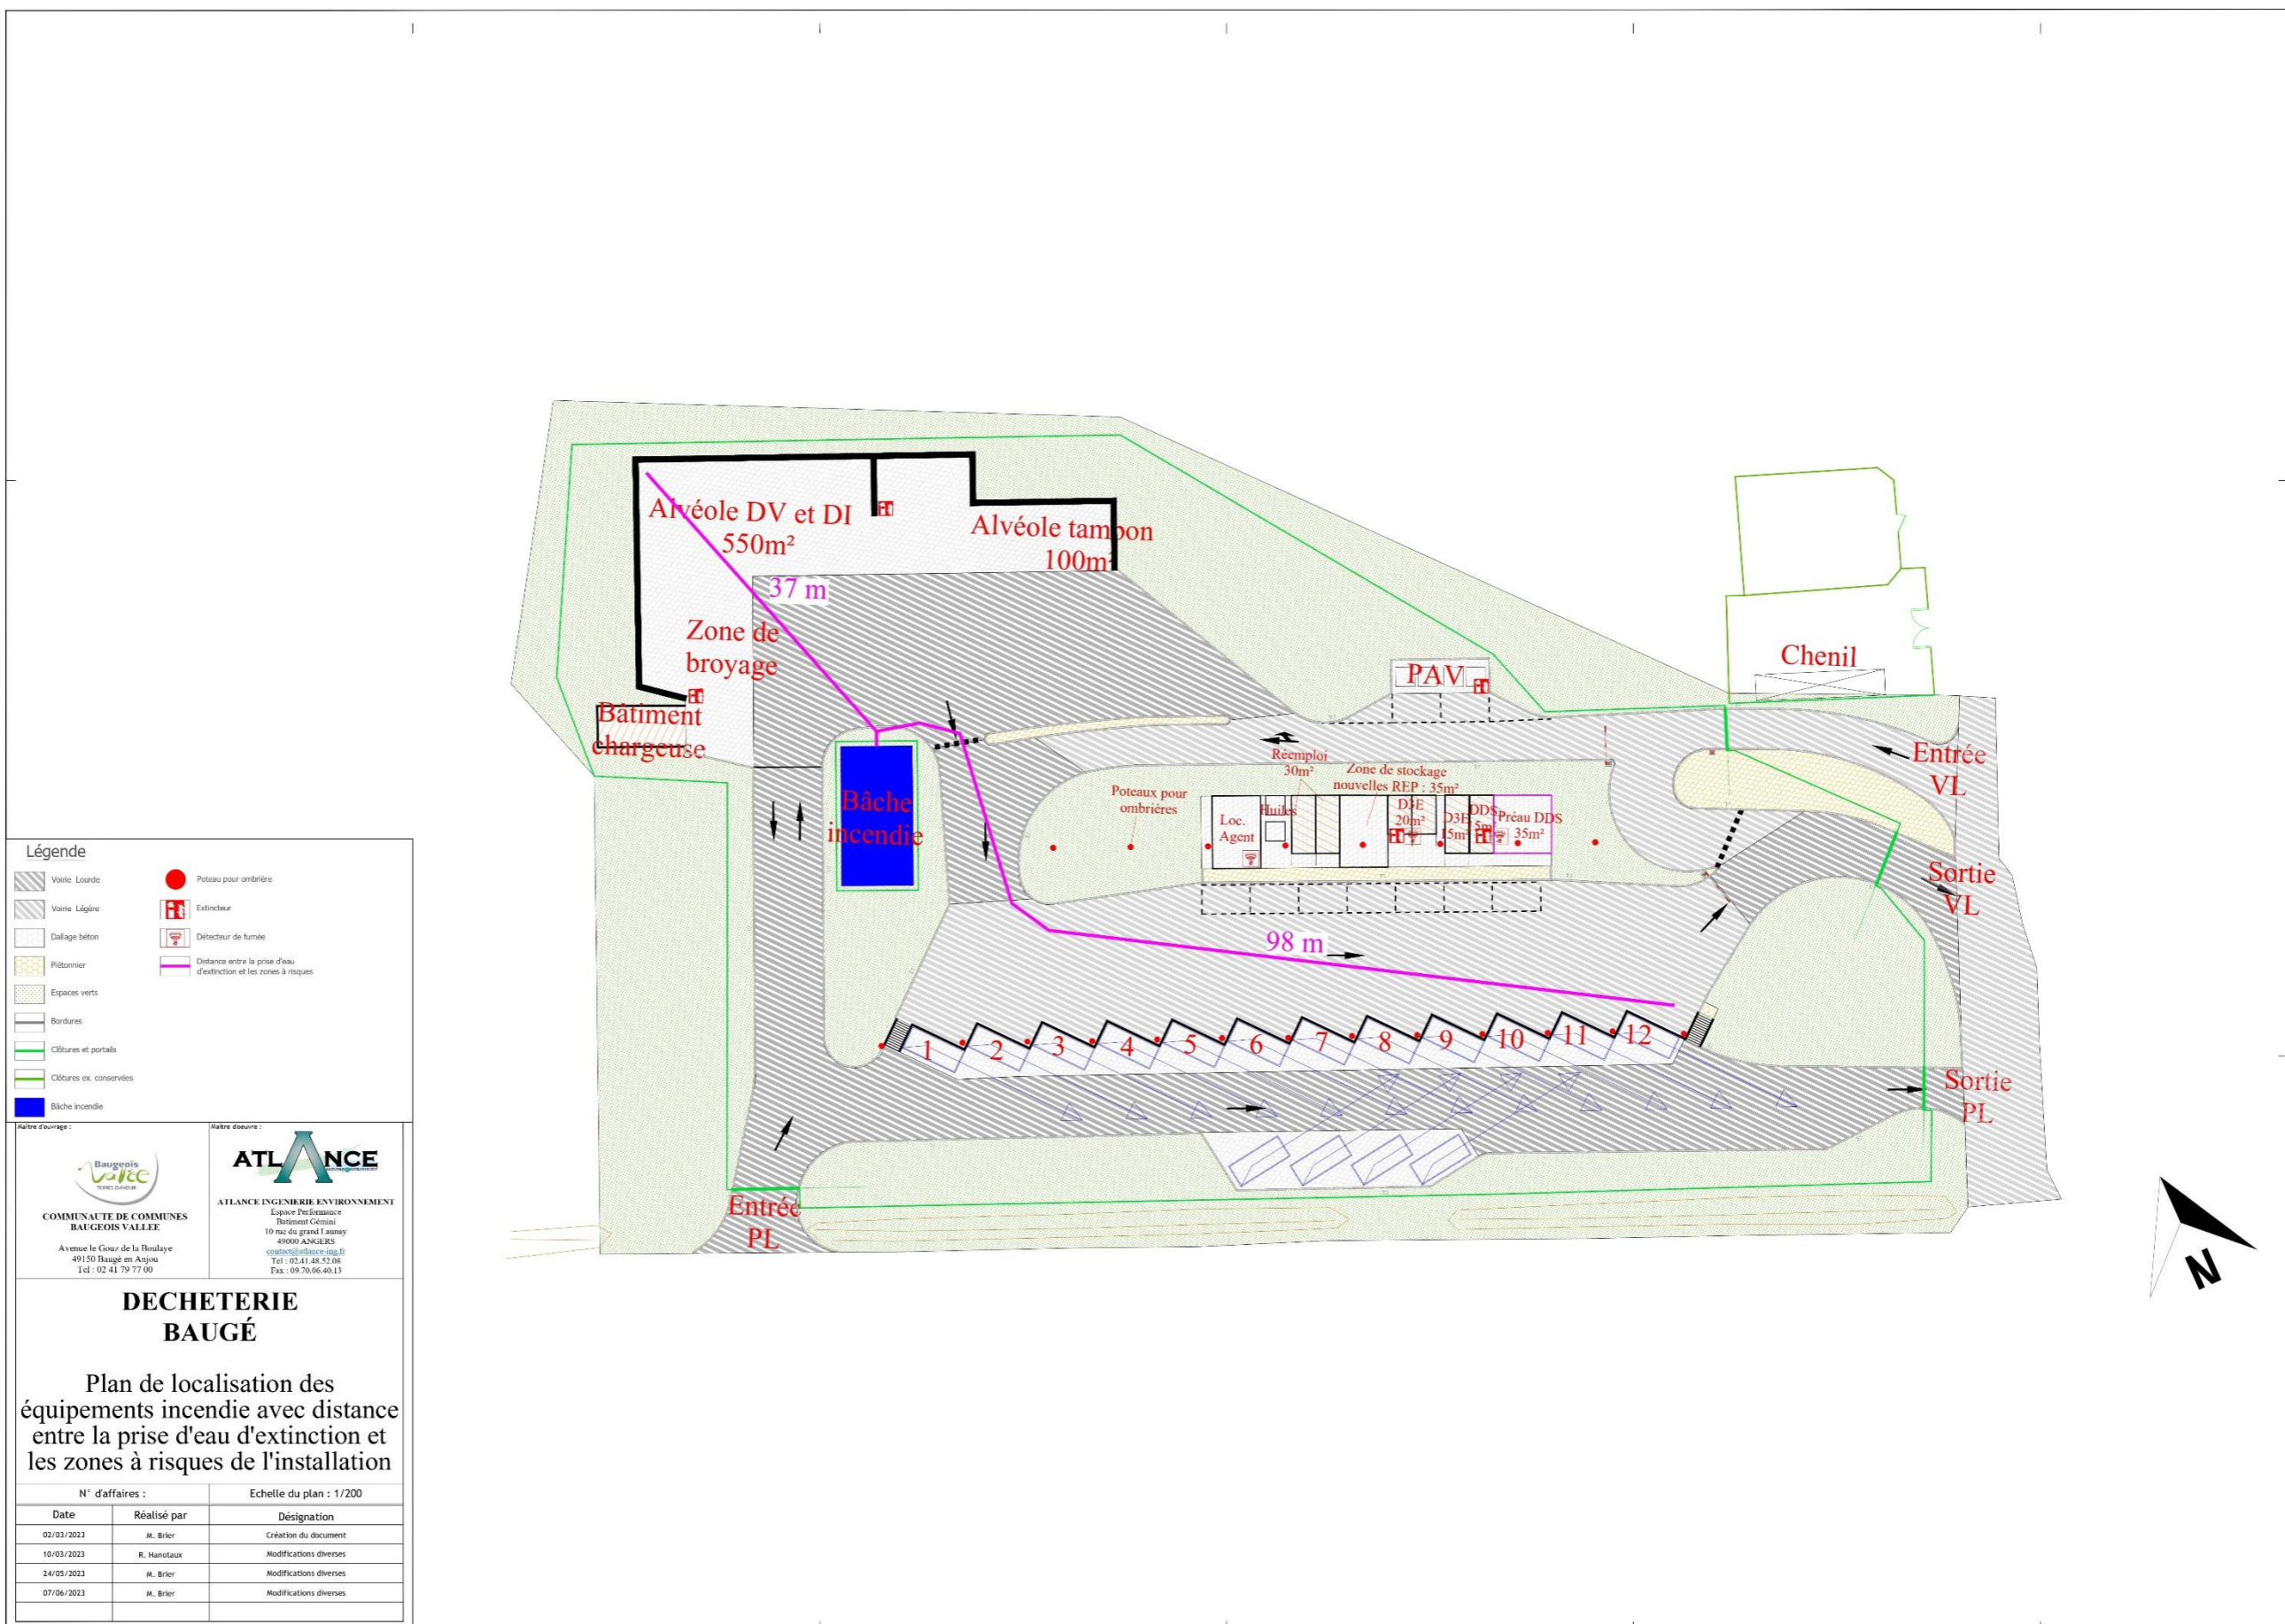 Alvéole DV et DI
550m²
Alvéole tampon
100m²
37 m
Zone de
broyage
Bâtiment
chargeuse
Bâche
incendie
PAV
Chenil
Entrée
VL
Sortie
VL
Réemploi
30m²
Zone de stockage
nouvelles REP : 35m²
Poteaux pour
ombrières
Loc.
Agent
Huiles
D3E
20m²
D3E
15m²
DDS
Préau DDS
35m²
98 m
1
2
3
4
5
6
7
8
9
10
11
12
Sortie
PL
Entrée
PL
N
Légende
Voirie Lourde
Voirie Légère
Dallage béton
Piétonnier
Espaces verts
Bordures
Clôtures et portails
Clôtures ex. conservées
Bâche incendie
Poteau pour ombrière
Extincteur
Détecteur de fumée
Distance entre la prise d'eau
d'extinction et les zones à risques
Maître d'ouvrage :
Baugeois
Vallée
TERRES D'AVENIR
COMMUNAUTE DE COMMUNES
BAUGEOIS VALLEE
Avenue le Gouz de la Boulaye
49150 Baugé en Anjou
Tel : 02 41 79 77 00
Maître d'oeuvre :
ATLANCE
ATLANCE INGENIERIE ENVIRONNEMENT
Espace Performance
Batiment Gémini
10 rue du grand Launay
49000 ANGERS
contact@atlance-ing.fr
Tel : 02.41.48.52.08
Fax : 09.70.06.40.13
DECHETERIE
BAUGÉ
Plan de localisation des
équipements incendie avec distance
entre la prise d'eau d'extinction et
les zones à risques de l'installation
N° d'affaires :
Echelle du plan : 1/200
Date Réalisé par Désignation
02/03/2023 M. Brier Création du document
10/03/2023 R. Hanotaux Modifications diverses
24/05/2023 M. Brier Modifications diverses
07/06/2023 M. Brier Modifications diverses